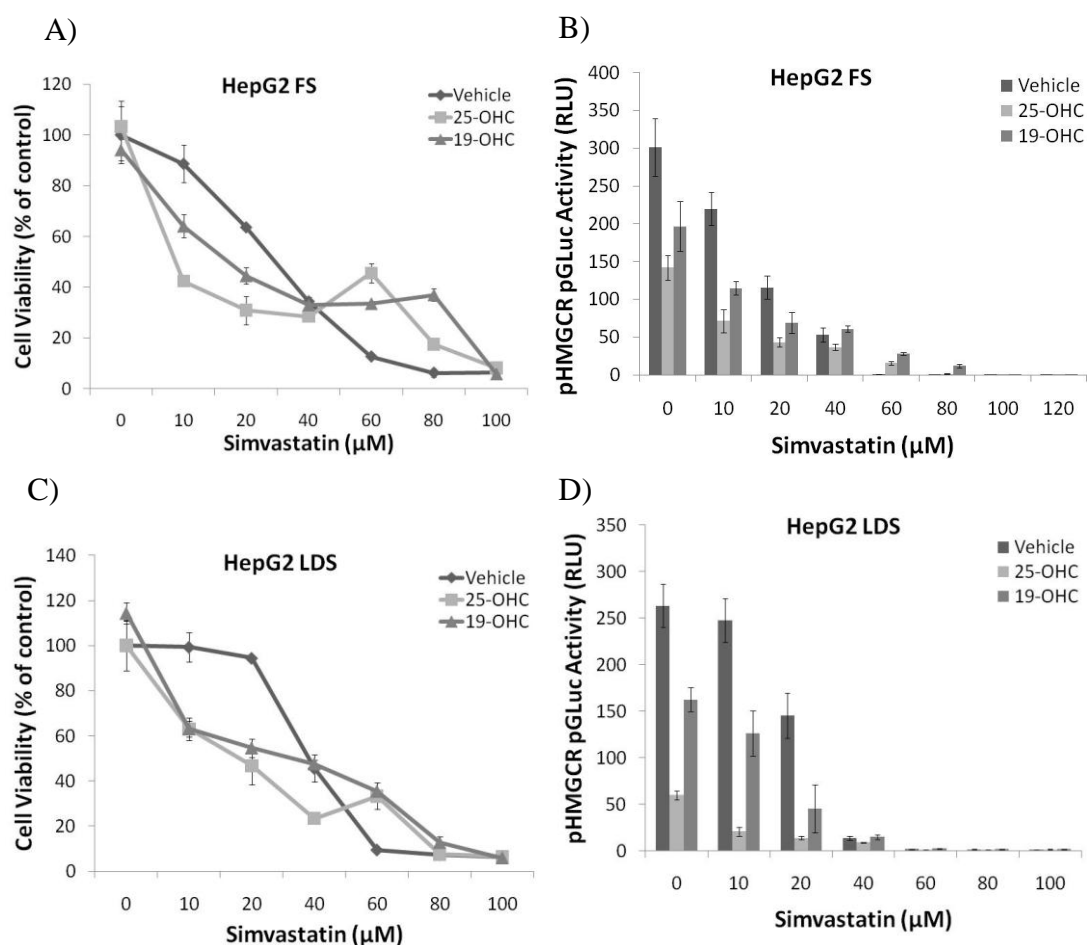 A)
HepG2 FS
Cell Viability (% of control)
120
100
80
60
40
20
0
Vehicle
25-OHC
19-OHC
0 10 20 40 60 80 100
Simvastatin (µM)
B)
HepG2 FS
pHMGCR pGLuc Activity (RLU)
400
350
300
250
200
150
100
50
0
Vehicle
25-OHC
19-OHC
0 10 20 40 60 80 100 120
Simvastatin (µM)
C)
HepG2 LDS
Cell Viability (% of control)
140
120
100
80
60
40
20
0
Vehicle
25-OHC
19-OHC
0 10 20 40 60 80 100
Simvastatin (µM)
D)
HepG2 LDS
pHMGCR pGLuc Activity (RLU)
350
300
250
200
150
100
50
0
Vehicle
25-OHC
19-OHC
0 10 20 40 60 80 100
Simvastatin (µM)